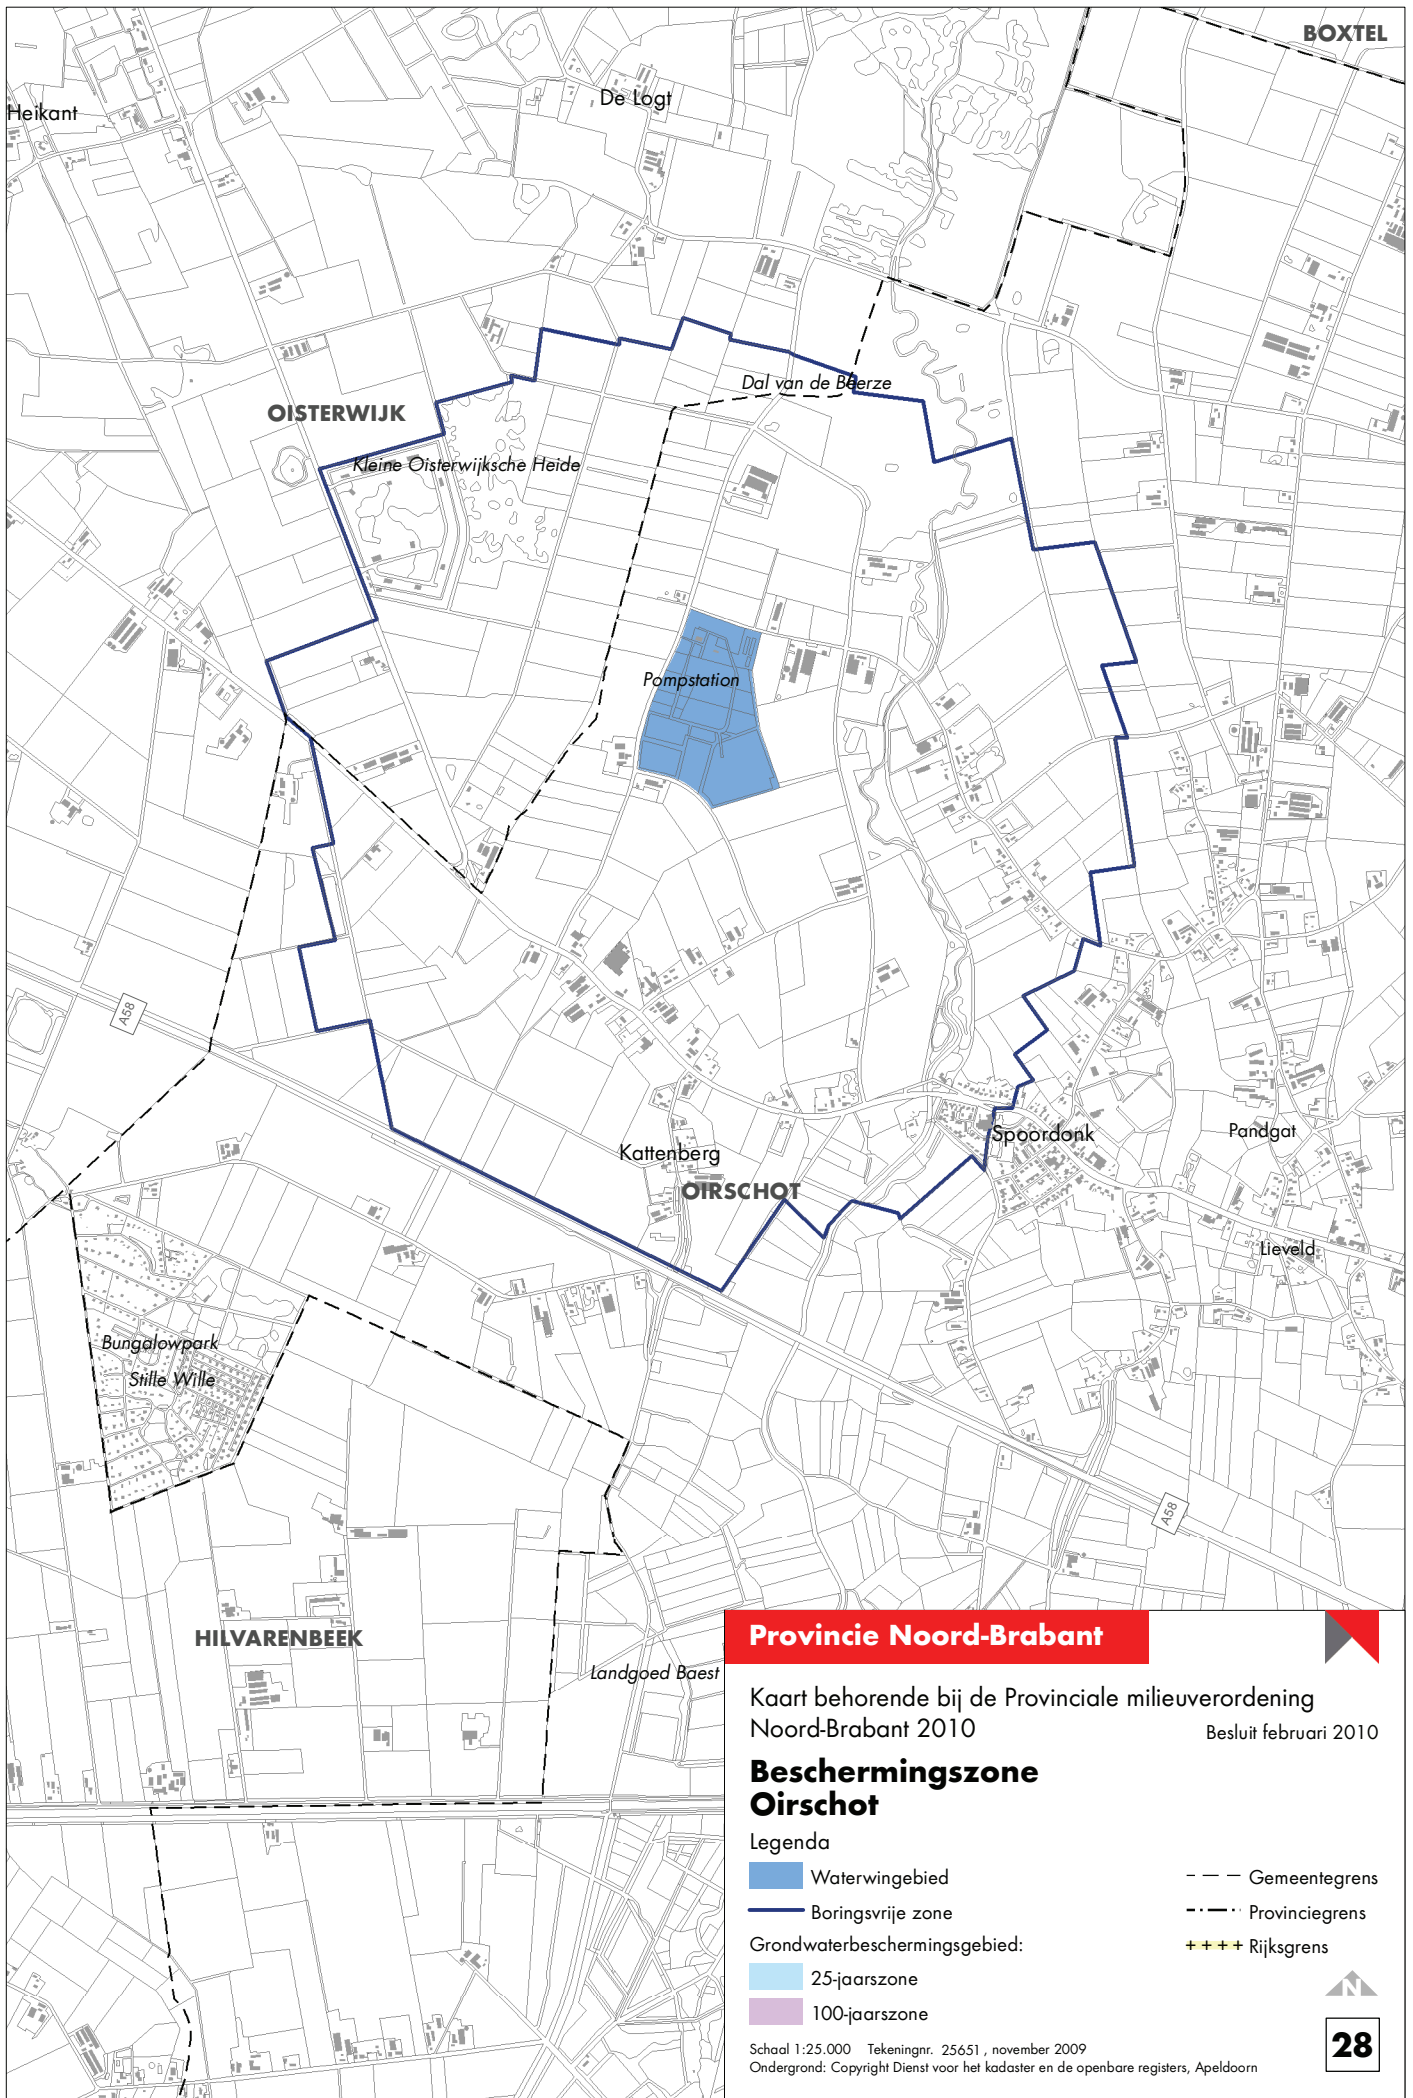 BOXTEL
De Logt
Heikant
Dal van de Beerze
OISTERWIJK
Kleine Oisterwijksche Heide
Pompstation
A58
Spoordonk
Pandgat
Kattenberg
OIRSCHOT
Lieveld
Bungalowpark
Stille Wille
A58
HILVARENBEEK
Landgoed Baest
Provincie Noord-Brabant
Kaart behorende bij de Provinciale milieuverordening
Noord-Brabant 2010 Besluit februari 2010
Beschermingszone
Oirschot
Legenda
Waterwingebied
Gemeentegrens
Boringsvrije zone
Provinciegrens
Grondwaterbeschermingsgebied:
Rijksgrens
25-jaarszone
100-jaarszone
N
28
Schaal 1:25.000 Tekeningnr. 25651 , november 2009
Ondergrond: Copyright Dienst voor het kadaster en de openbare registers, Apeldoorn